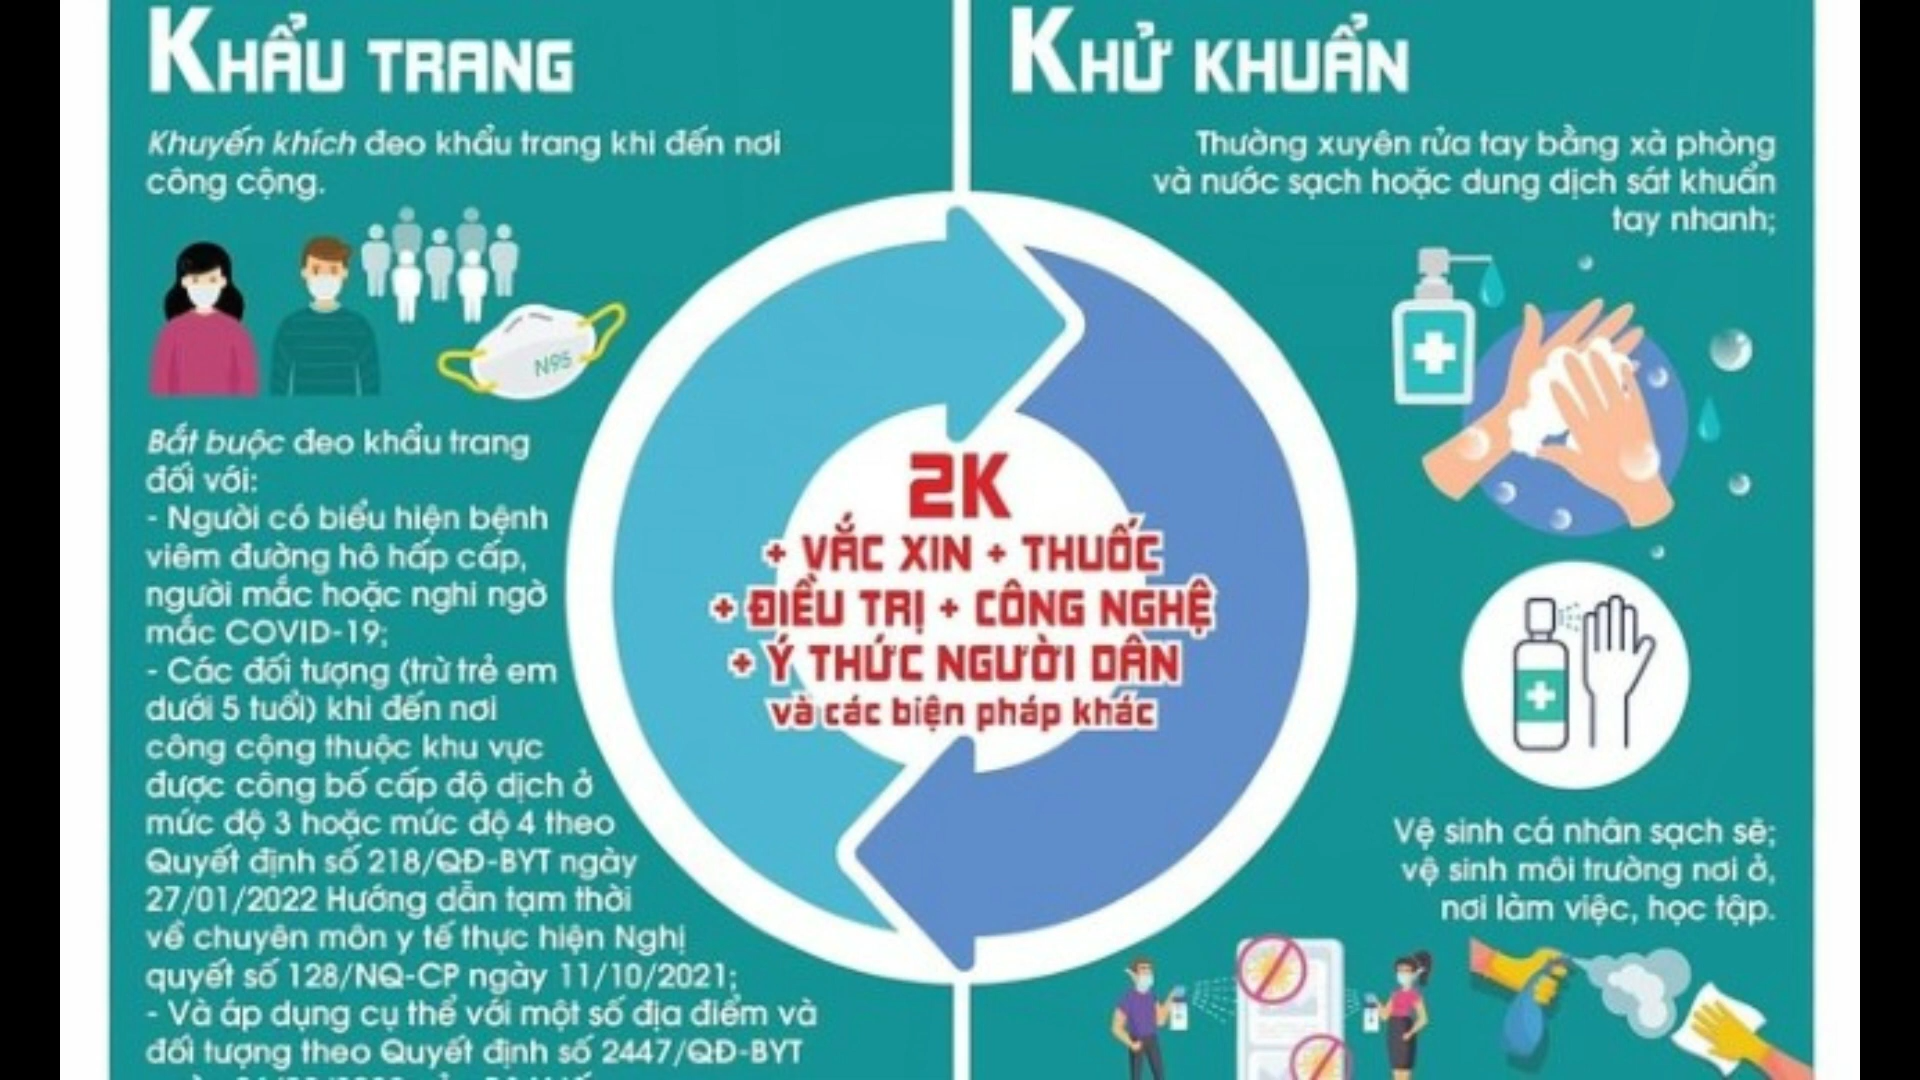 KHẨU TRANG
Khuyến khích đeo khẩu trang khi đến nơi
công cộng.
N95
Bắt buộc đeo khẩu trang
đối với:
- Người có biểu hiện bệnh
viêm đường hô hấp cấp,
người mắc hoặc nghi ngờ
mắc COVID-19;
- Các đối tượng (trừ trẻ em
dưới 5 tuổi) khi đến nơi
công cộng thuộc khu vực
được công bố cấp độ dịch ở
mức độ 3 hoặc mức độ 4 theo
Quyết định số 218/QĐ-BYT ngày
27/01/2022 Hướng dẫn tạm thời
về chuyên môn y tế thực hiện Nghị
quyết số 128/NQ-CP ngày 11/10/2021;
- Và áp dụng cụ thể với một số địa điểm và
đối tượng theo Quyết định số 2447/QĐ-BYT
2K
+ VẮC XIN + THUỐC
+ ĐIỀU TRỊ + CÔNG NGHỆ
+ Ý THỨC NGƯỜI DÂN
và các biện pháp khác
KHỬ KHUẨN
Thường xuyên rửa tay bằng xà phòng
và nước sạch hoặc dung dịch sát khuẩn
tay nhanh;
Vệ sinh cá nhân sạch sẽ;
vệ sinh môi trường nơi ở,
nơi làm việc, học tập.